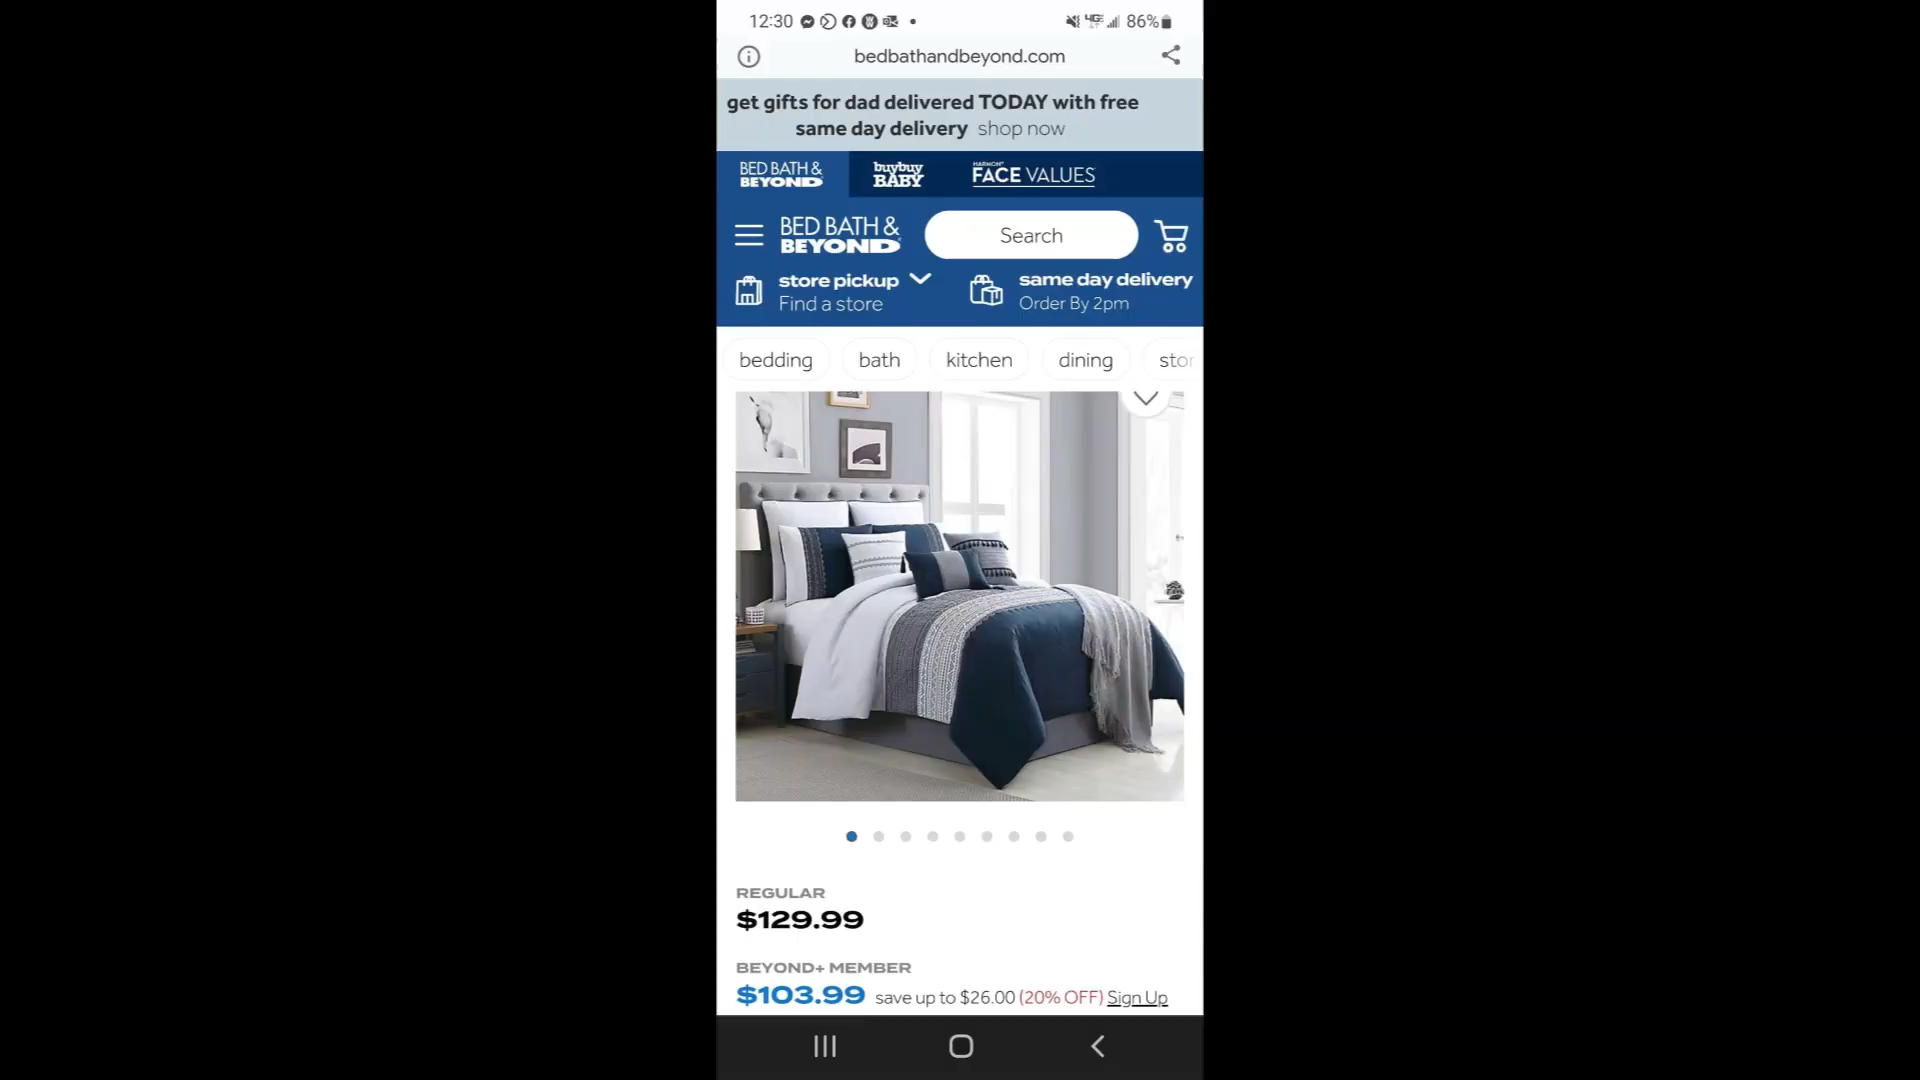 12:30
4G
86%
bedbathandbeyond.com
get gifts for dad delivered TODAY with free
same day delivery shop now
BED BATH &
BEYOND
buybuy
BABY
HARMON
FACE VALUES
BED BATH &
BEYOND
Search
store pickup
Find a store
same day delivery
Order By 2pm
bedding
bath
kitchen
dining
stor
REGULAR
$129.99
BEYOND+ MEMBER
$103.99 save up to $26.00 (20% OFF) Sign Up